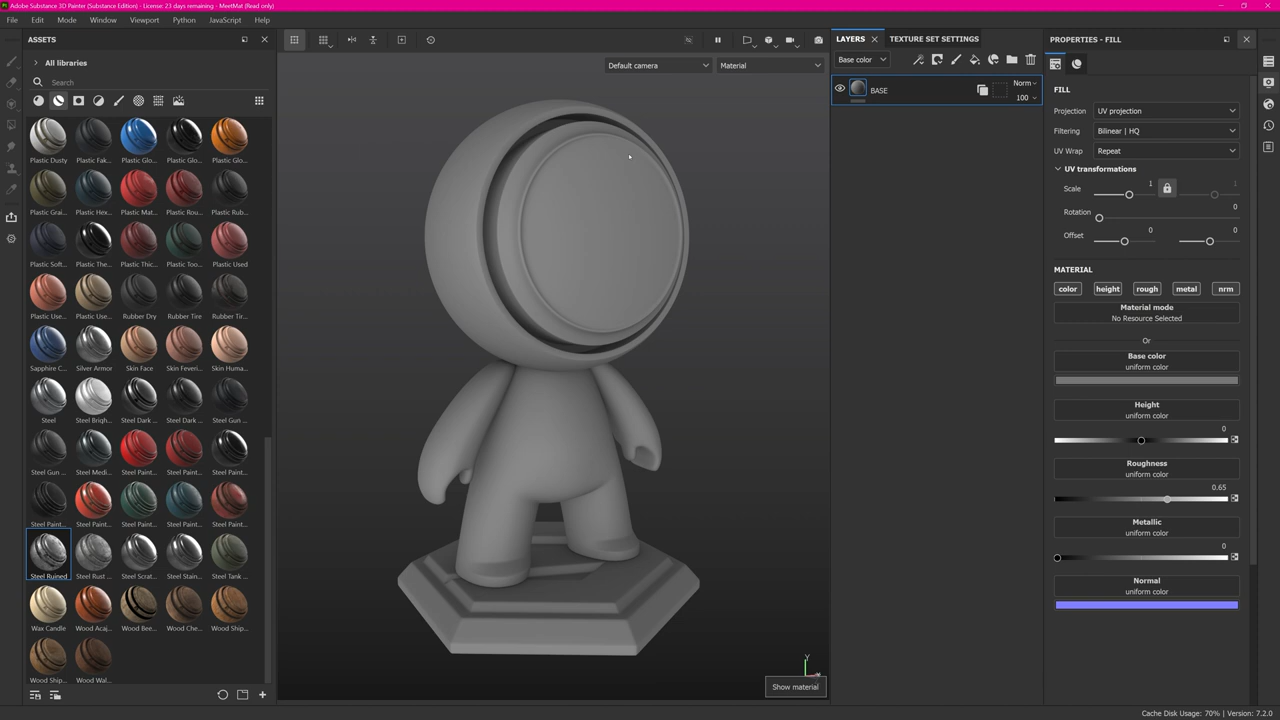 Adobe Substance 3D Painter (Substance Edition) - License: 23 days remaining - MeetMat (Read only)
File Edit Mode Window Viewport Python JavaScript Help
ASSETS
All libraries
Search
Plastic Dusty Plastic Fak... Plastic Glo... Plastic Glo... Plastic Glo...
Plastic Grai... Plastic Hex... Plastic Mat... Plastic Rou... Plastic Rub...
Plastic Soft... Plastic The... Plastic Thic... Plastic Too... Plastic Used
Plastic Use... Plastic Use... Rubber Dry Rubber Tire Rubber Tir...
Sapphire C... Silver Armor Skin Face Skin Feveri... Skin Huma...
Steel Steel Brigh... Steel Dark ... Steel Dark ... Steel Gun ...
Steel Gun ... Steel Medi... Steel Paint... Steel Paint... Steel Paint...
Steel Paint... Steel Paint... Steel Paint... Steel Paint... Steel Paint...
Steel Ruined Steel Rust ... Steel Scrat... Steel Stain... Steel Tank ...
Wax Candle Wood Acaj... Wood Bee... Wood Che... Wood Ship...
Wood Ship... Wood Wal...
Default camera Material
Y
Show material
LAYERS TEXTURE SET SETTINGS
Base color
BASE
Norm
100
PROPERTIES - FILL
FILL
Projection UV projection
Filtering Bilinear | HQ
UV Wrap Repeat
UV transformations
Scale 1 1
Rotation 0
Offset 0 0
MATERIAL
color height rough metal nrm
Material mode
No Resource Selected
Or
Base color
uniform color
Height
uniform color
0
Roughness
uniform color
0.65
Metallic
uniform color
0
Normal
uniform color
Cache Disk Usage: 70% | Version: 7.2.0